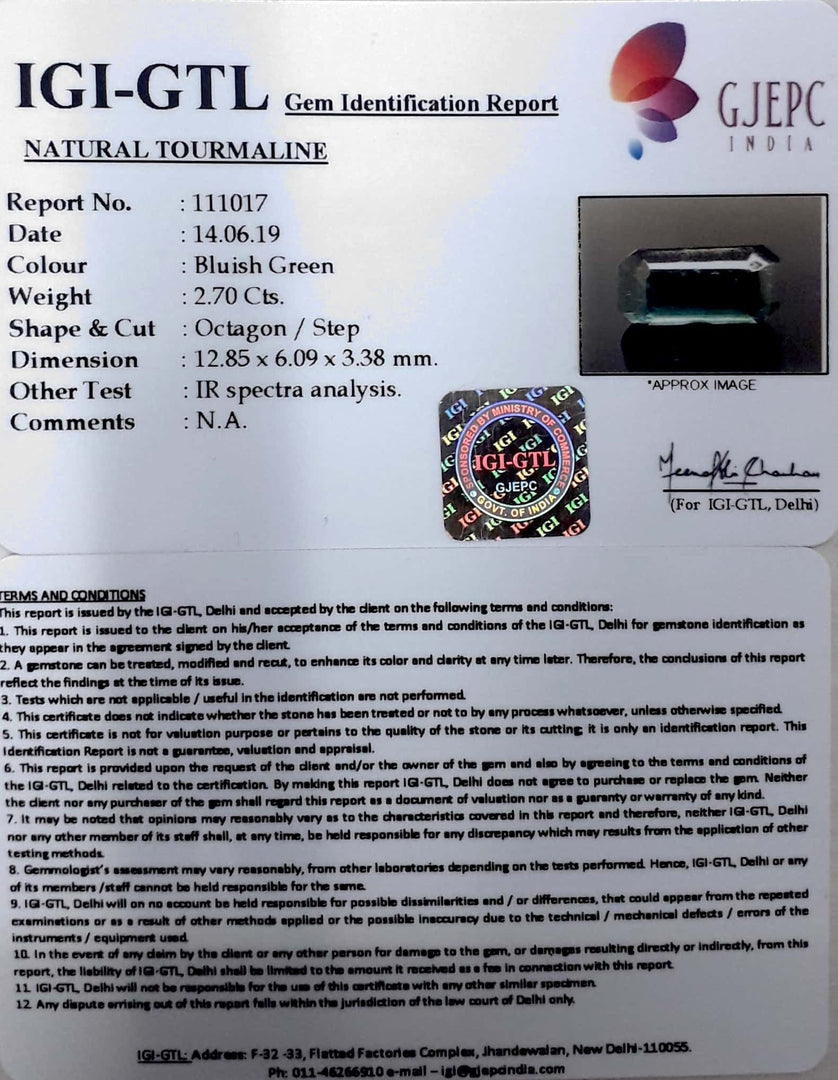 IGI-GTL Gem Identification Report
GJEPC
INDIA
NATURAL TOURMALINE
Report No. : 111017
Date : 14.06.19
Colour : Bluish Green
Weight : 2.70 Cts.
Shape & Cut : Octagon / Step
Dimension : 12.85 x 6.09 x 3.38 mm.
Other Test : IR spectra analysis.
Comments : N.A.
*APPROX IMAGE
SPONSORED BY MINISTRY OF COMMERCE
IGI-GTL
GJEPC
GOVT. OF INDIA
(For IGI-GTL, Delhi)
TERMS AND CONDITIONS
This report is issued by the IGI-GTL, Delhi and accepted by the client on the following terms and conditions:
1. This report is issued to the client on his/her acceptance of the terms and conditions of the IGI-GTL, Delhi for gemstone identification as
they appear in the agreement signed by the client.
2. A gemstone can be treated, modified and recut, to enhance its color and clarity at any time later. Therefore, the conclusions of this report
reflect the findings at the time of its issue.
3. Tests which are not applicable / useful in the identification are not performed.
4. This certificate does not indicate whether the stone has been treated or not to by any process whatsoever, unless otherwise specified.
5. This certificate is not for valuation purpose or pertains to the quality of the stone or its cutting; it is only an identification report. This
Identification Report is not a guarantee, valuation and appraisal.
6. This report is provided upon the request of the client and/or the owner of the gem and also by agreeing to the terms and conditions of
the IGI-GTL, Delhi related to the certification. By making this report IGI-GTL, Delhi does not agree to purchase or replace the gem. Neither
the client nor any purchaser of the gem shall regard this report as a document of valuation nor as a guaranty or warranty of any kind.
7. It may be noted that opinions may reasonably vary as to the characteristics covered in this report and therefore, neither IGI-GTL, Delhi
nor any other member of its staff shall, at any time, be held responsible for any discrepancy which may results from the application of other
testing methods.
8. Gemmologist's assessment may vary reasonably, from other laboratories depending on the tests performed. Hence, IGI-GTL, Delhi or any
of its members /staff cannot be held responsible for the same.
9. IGI-GTL, Delhi will on no account be held responsible for possible dissimilarities and / or differences, that could appear from the repeated
examinations or as a result of other methods applied or the possible inaccuracy due to the technical / mechanical defects / errors of the
instruments / equipment used.
10. In the event of any claim by the client or any other person for damage to the gem, or damages resulting directly or indirectly, from this
report, the liability of IGI-GTL, Delhi shall be limited to the amount it received as a fee in connection with this report.
11. IGI-GTL, Delhi will not be responsible for the use of this certificate with any other similar specimen.
12. Any dispute arrising out of this report falls within the jurisdiction of the law court of Delhi only.
IGI-GTL: Address: F-32 -33, Flatted Factories Complex, Jhandewalan, New Delhi-110055.
Ph: 011-46266910 e-mail – igi@gjepcindia.com